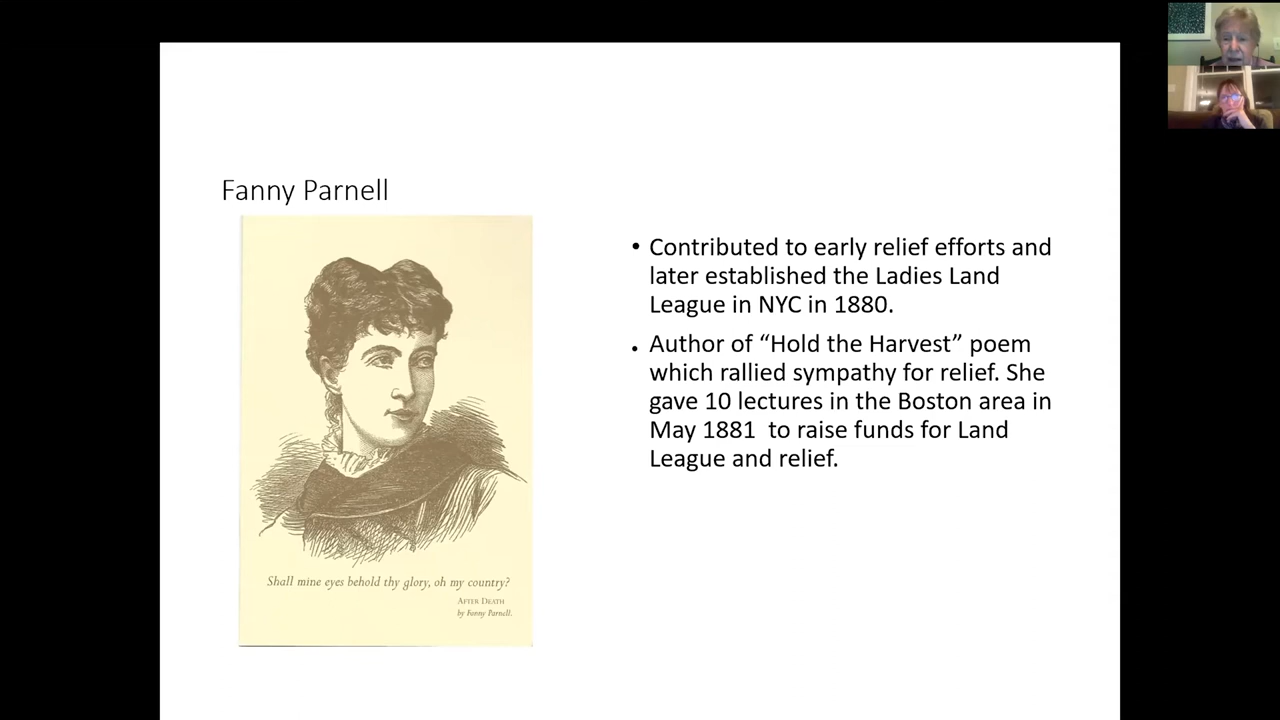 Fanny Parnell
• Contributed to early relief efforts and
later established the Ladies Land
League in NYC in 1880.
• Author of “Hold the Harvest” poem
which rallied sympathy for relief. She
gave 10 lectures in the Boston area in
May 1881  to raise funds for Land
League and relief.
Shall mine eyes behold thy glory, oh my country?
AFTER DEATH
by Fanny Parnell.